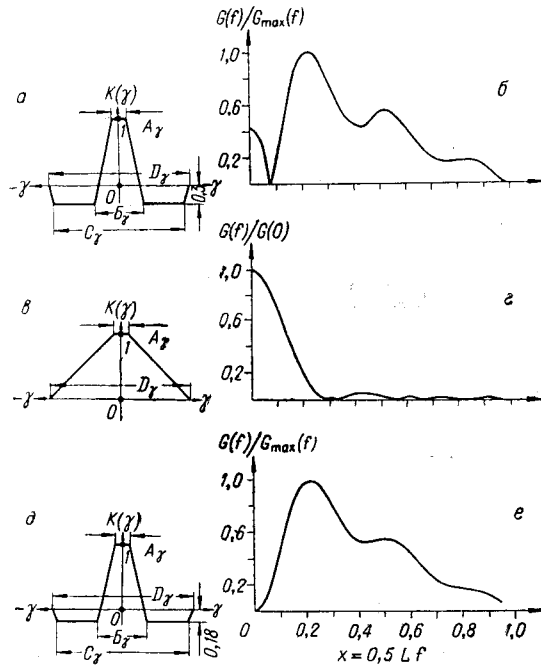 а
K(γ)
1
A_γ
D_γ
-γ
0
γ
Б_γ
C_γ
0,3
G(f)/G_max(f)
1,0
0,6
0,2
б
в
K(γ)
1
A_γ
D_γ
-γ
0
γ
G(f)/G(0)
1,0
0,6
0,2
г
д
K(γ)
1
A_γ
D_γ
-γ
0
γ
Б_γ
C_γ
0,18
G(f)/G_max(f)
1,0
0,6
0,2
е
0 0,2 0,4 0,6 0,8 1,0
x = 0,5 L f